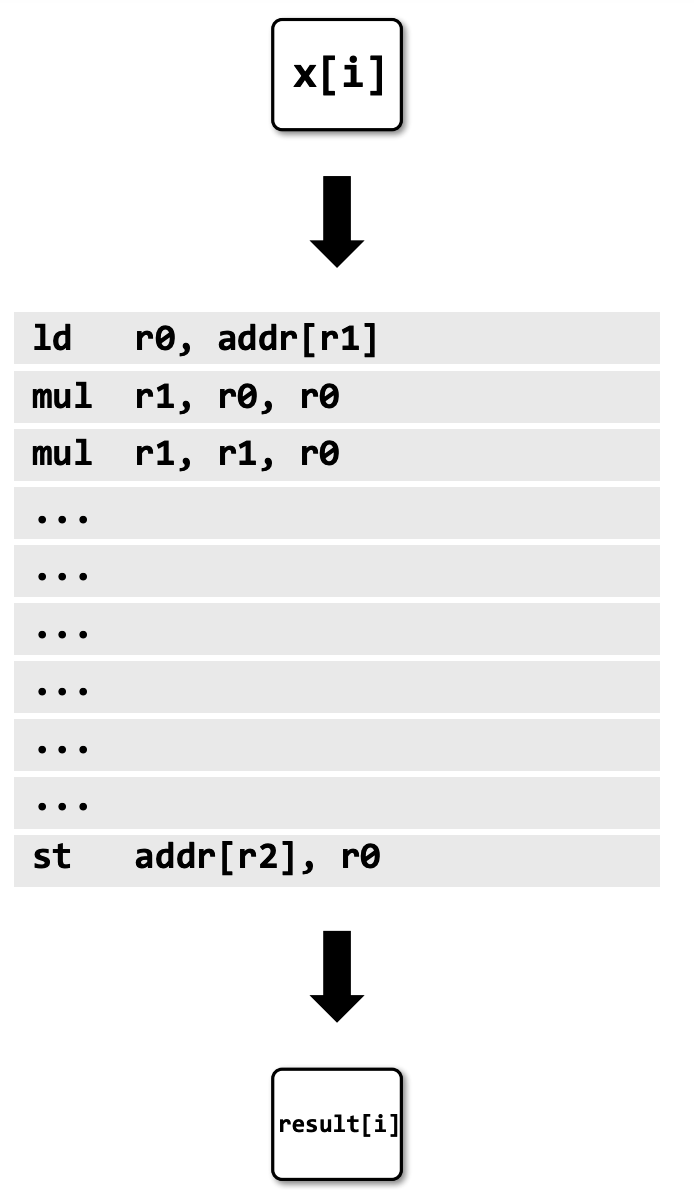 x[i]
ld r0, addr[r1]
mul r1, r0, r0
mul r1, r1, r0
...
...
...
...
...
...
st addr[r2], r0
result[i]